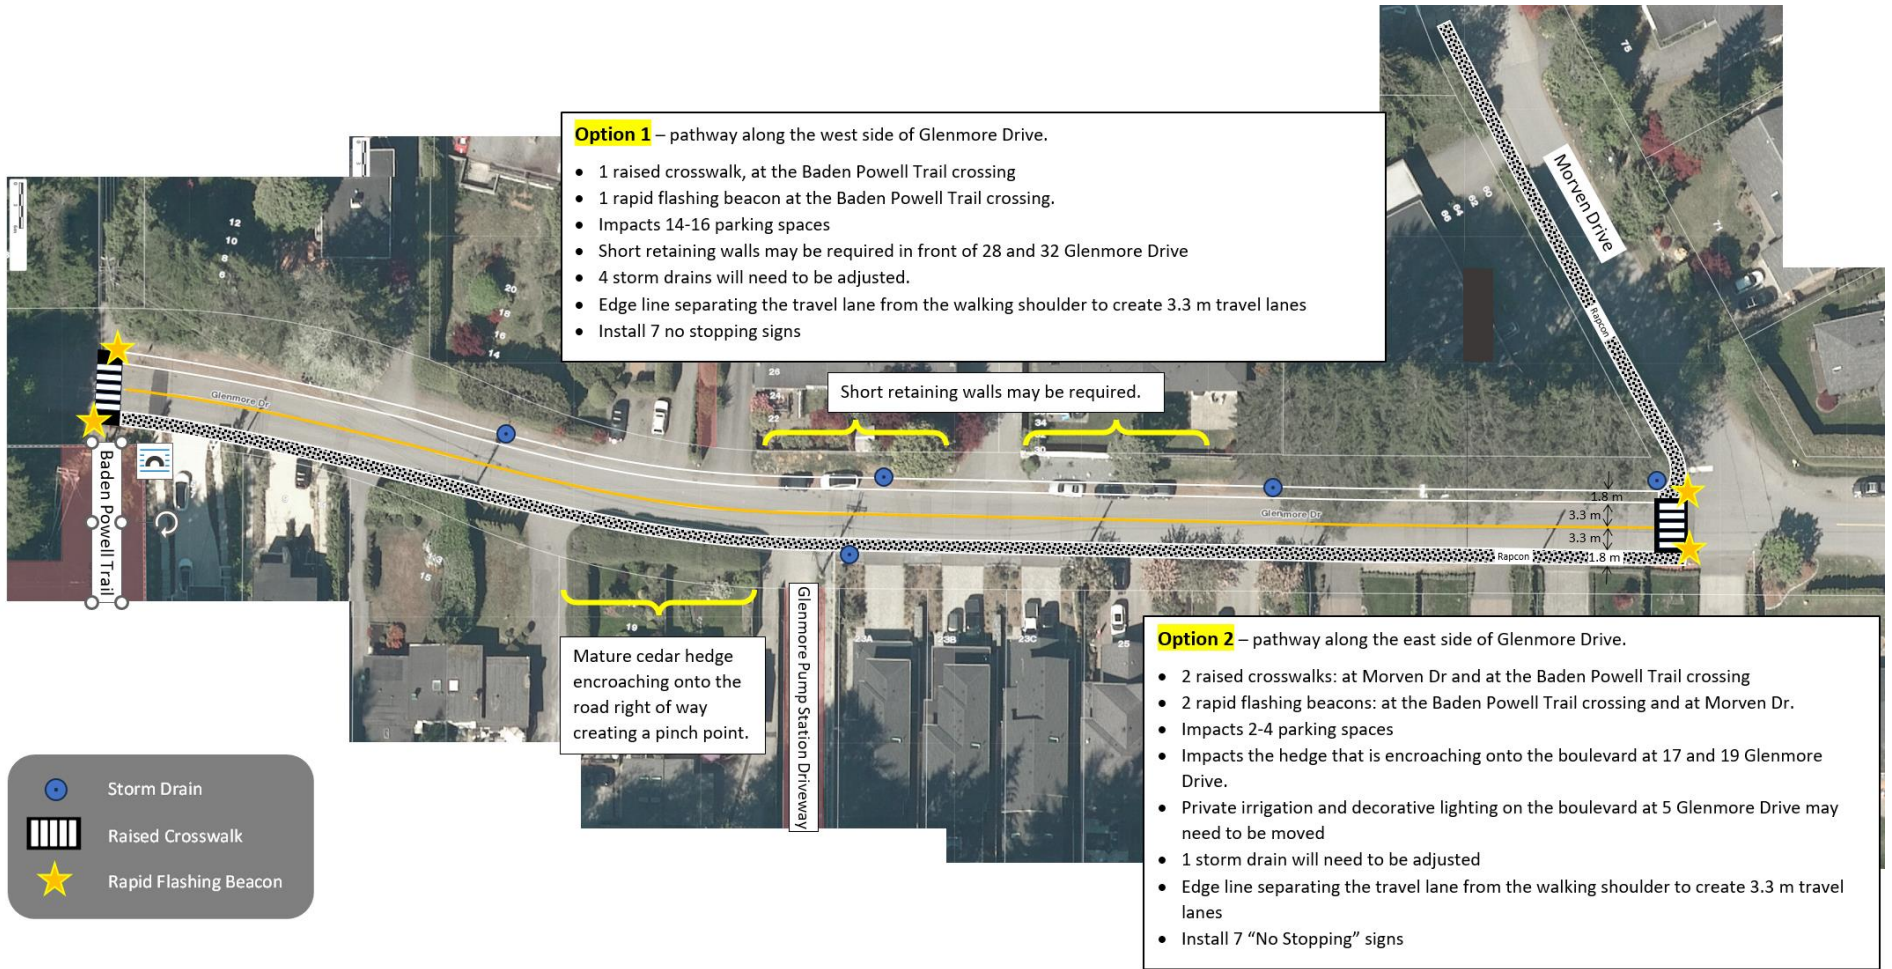 Option 1 – pathway along the west side of Glenmore Drive.
• 1 raised crosswalk, at the Baden Powell Trail crossing
• 1 rapid flashing beacon at the Baden Powell Trail crossing.
• Impacts 14-16 parking spaces
• Short retaining walls may be required in front of 28 and 32 Glenmore Drive
• 4 storm drains will need to be adjusted.
• Edge line separating the travel lane from the walking shoulder to create 3.3 m travel lanes
• Install 7 no stopping signs
75
Morven Drive
60
62
64
66
71
Rapcon
12
10
8
6
20
18
16
14
26
24
22
Short retaining walls may be required.
34
30
Glenmore Dr
Glenmore Dr
1.8 m
3.3 m
3.3 m
Rapcon
1.8 m
Baden Powell Trail
15
19
Mature cedar hedge
encroaching onto the
road right of way
creating a pinch point.
Glenmore Pump Station Driveway
23A
23B
23C
25
Option 2 – pathway along the east side of Glenmore Drive.
• 2 raised crosswalks: at Morven Dr and at the Baden Powell Trail crossing
• 2 rapid flashing beacons: at the Baden Powell Trail crossing and at Morven Dr.
• Impacts 2-4 parking spaces
• Impacts the hedge that is encroaching onto the boulevard at 17 and 19 Glenmore
Drive.
• Private irrigation and decorative lighting on the boulevard at 5 Glenmore Drive may
need to be moved
• 1 storm drain will need to be adjusted
• Edge line separating the travel lane from the walking shoulder to create 3.3 m travel
lanes
• Install 7 “No Stopping” signs
Storm Drain
Raised Crosswalk
Rapid Flashing Beacon